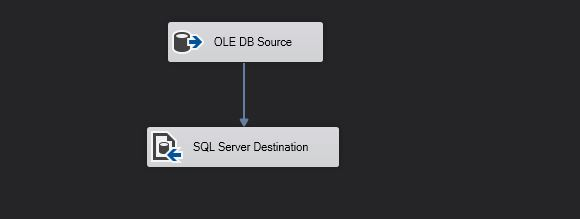 OLE DB Source
SQL Server Destination